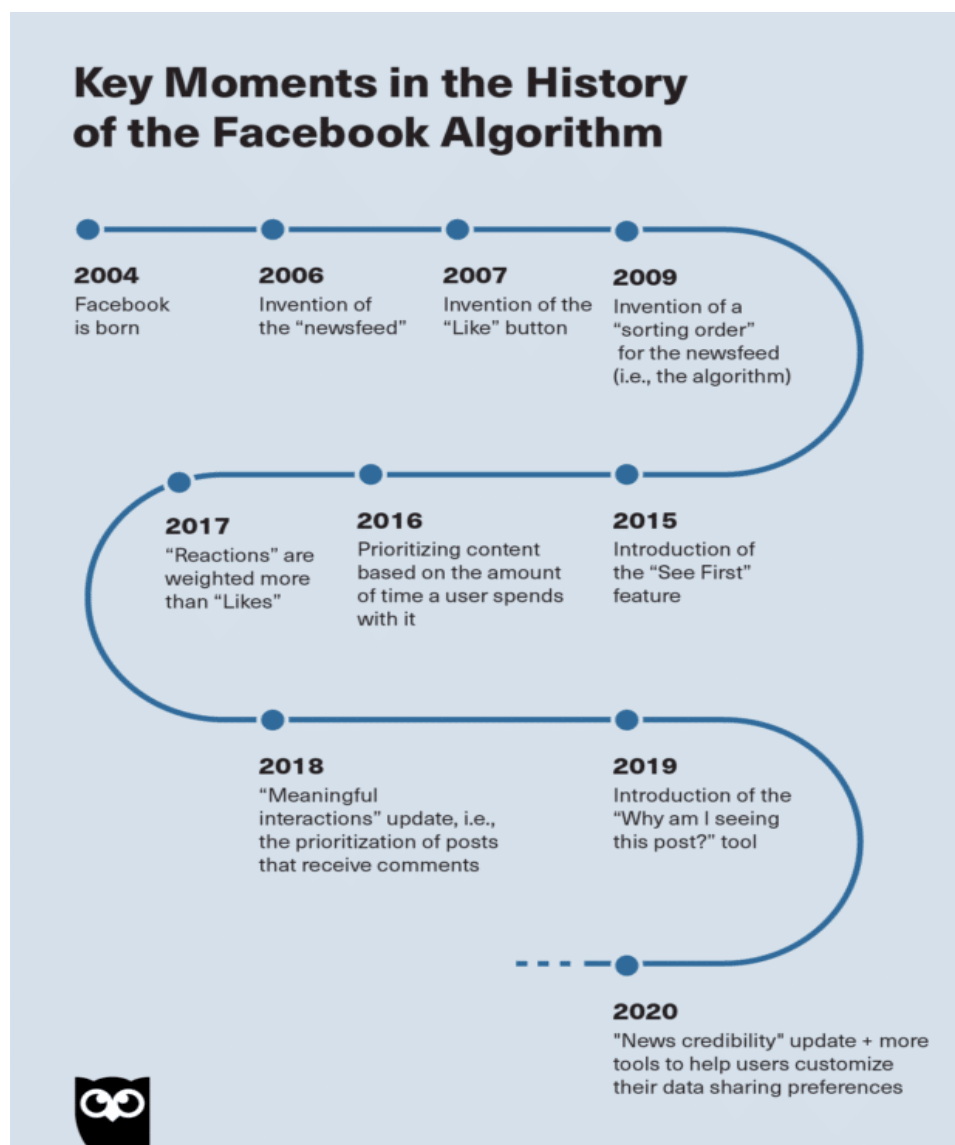 Key Moments in the History
of the Facebook Algorithm
2004
Facebook
is born
2006
Invention of
the “newsfeed”
2007
Invention of the
“Like” button
2009
Invention of a
“sorting order”
for the newsfeed
(i.e., the algorithm)
2015
Introduction of
the “See First”
feature
2016
Prioritizing content
based on the amount
of time a user spends
with it
2017
“Reactions” are
weighted more
than “Likes”
2018
“Meaningful
interactions” update, i.e.,
the prioritization of posts
that receive comments
2019
Introduction of the
“Why am I seeing
this post?” tool
2020
"News credibility" update + more
tools to help users customize
their data sharing preferences